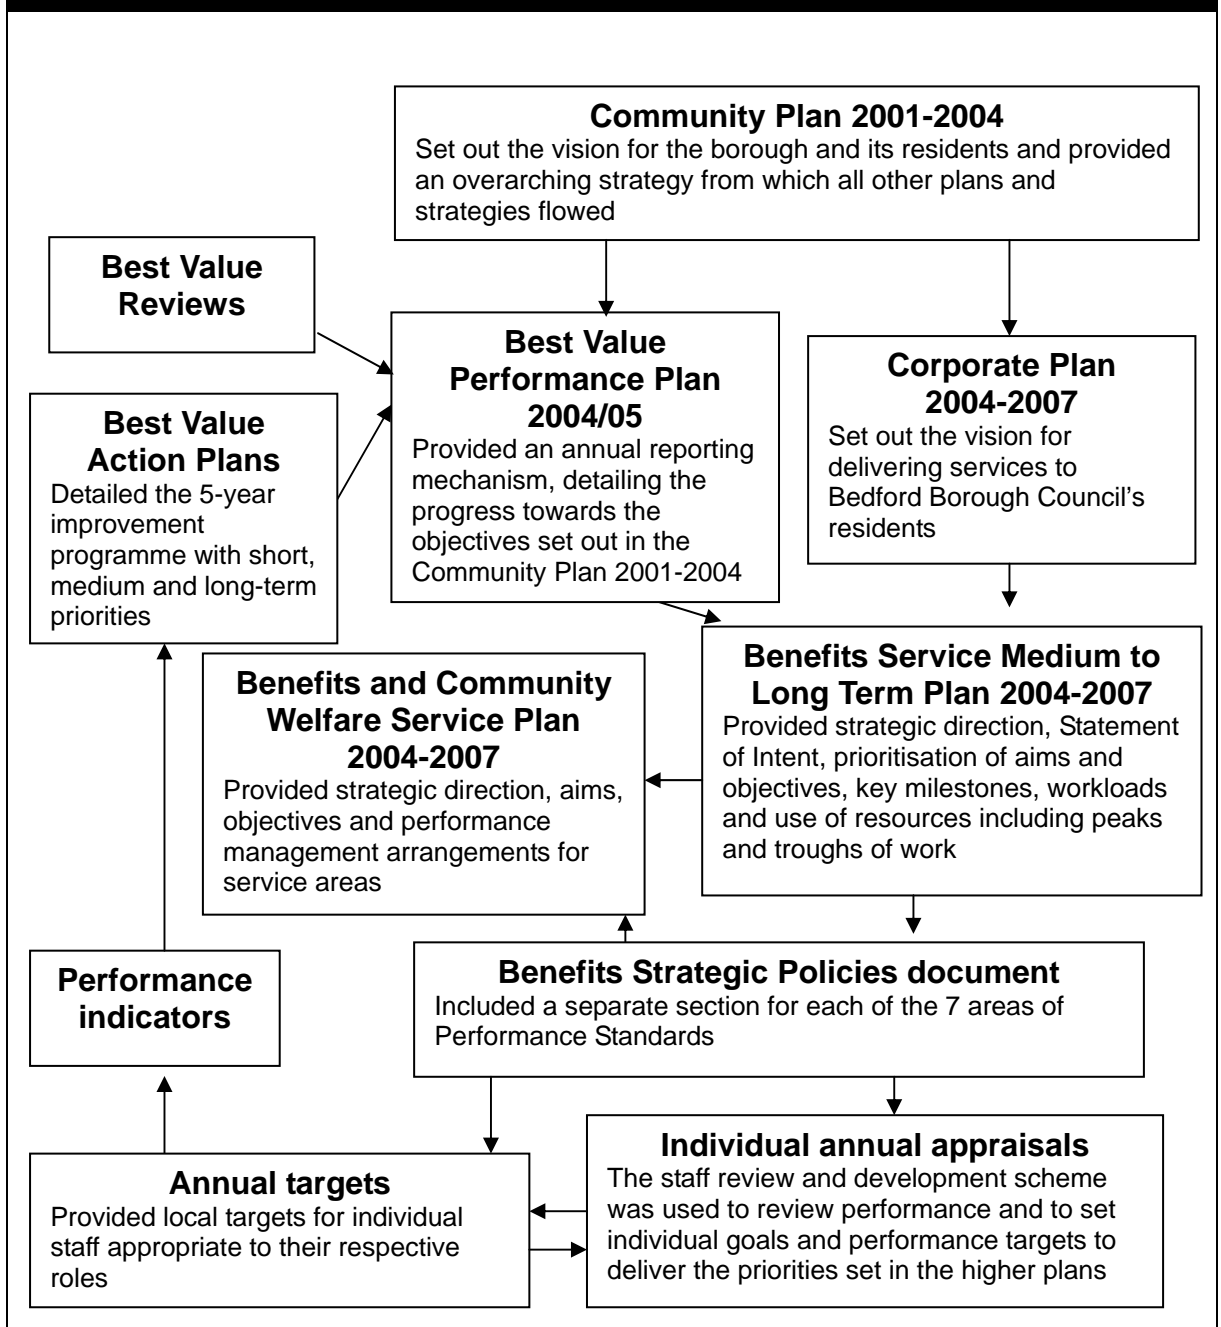 Community Plan 2001-2004
Set out the vision for the borough and its residents and provided
an overarching strategy from which all other plans and
strategies flowed
Best Value
Reviews
Best Value
Performance Plan
2004/05
Provided an annual reporting
mechanism, detailing the
progress towards the
objectives set out in the
Community Plan 2001-2004
Corporate Plan
2004-2007
Set out the vision for
delivering services to
Bedford Borough Council's
residents
Best Value
Action Plans
Detailed the 5-year
improvement
programme with short,
medium and long-term
priorities
Benefits and Community
Welfare Service Plan
2004-2007
Provided strategic direction, aims,
objectives and performance
management arrangements for
service areas
Benefits Service Medium to
Long Term Plan 2004-2007
Provided strategic direction, Statement
of Intent, prioritisation of aims and
objectives, key milestones, workloads
and use of resources including peaks
and troughs of work
Performance
indicators
Benefits Strategic Policies document
Included a separate section for each of the 7 areas of
Performance Standards
Annual targets
Provided local targets for individual
staff appropriate to their respective
roles
Individual annual appraisals
The staff review and development scheme
was used to review performance and to set
individual goals and performance targets to
deliver the priorities set in the higher plans